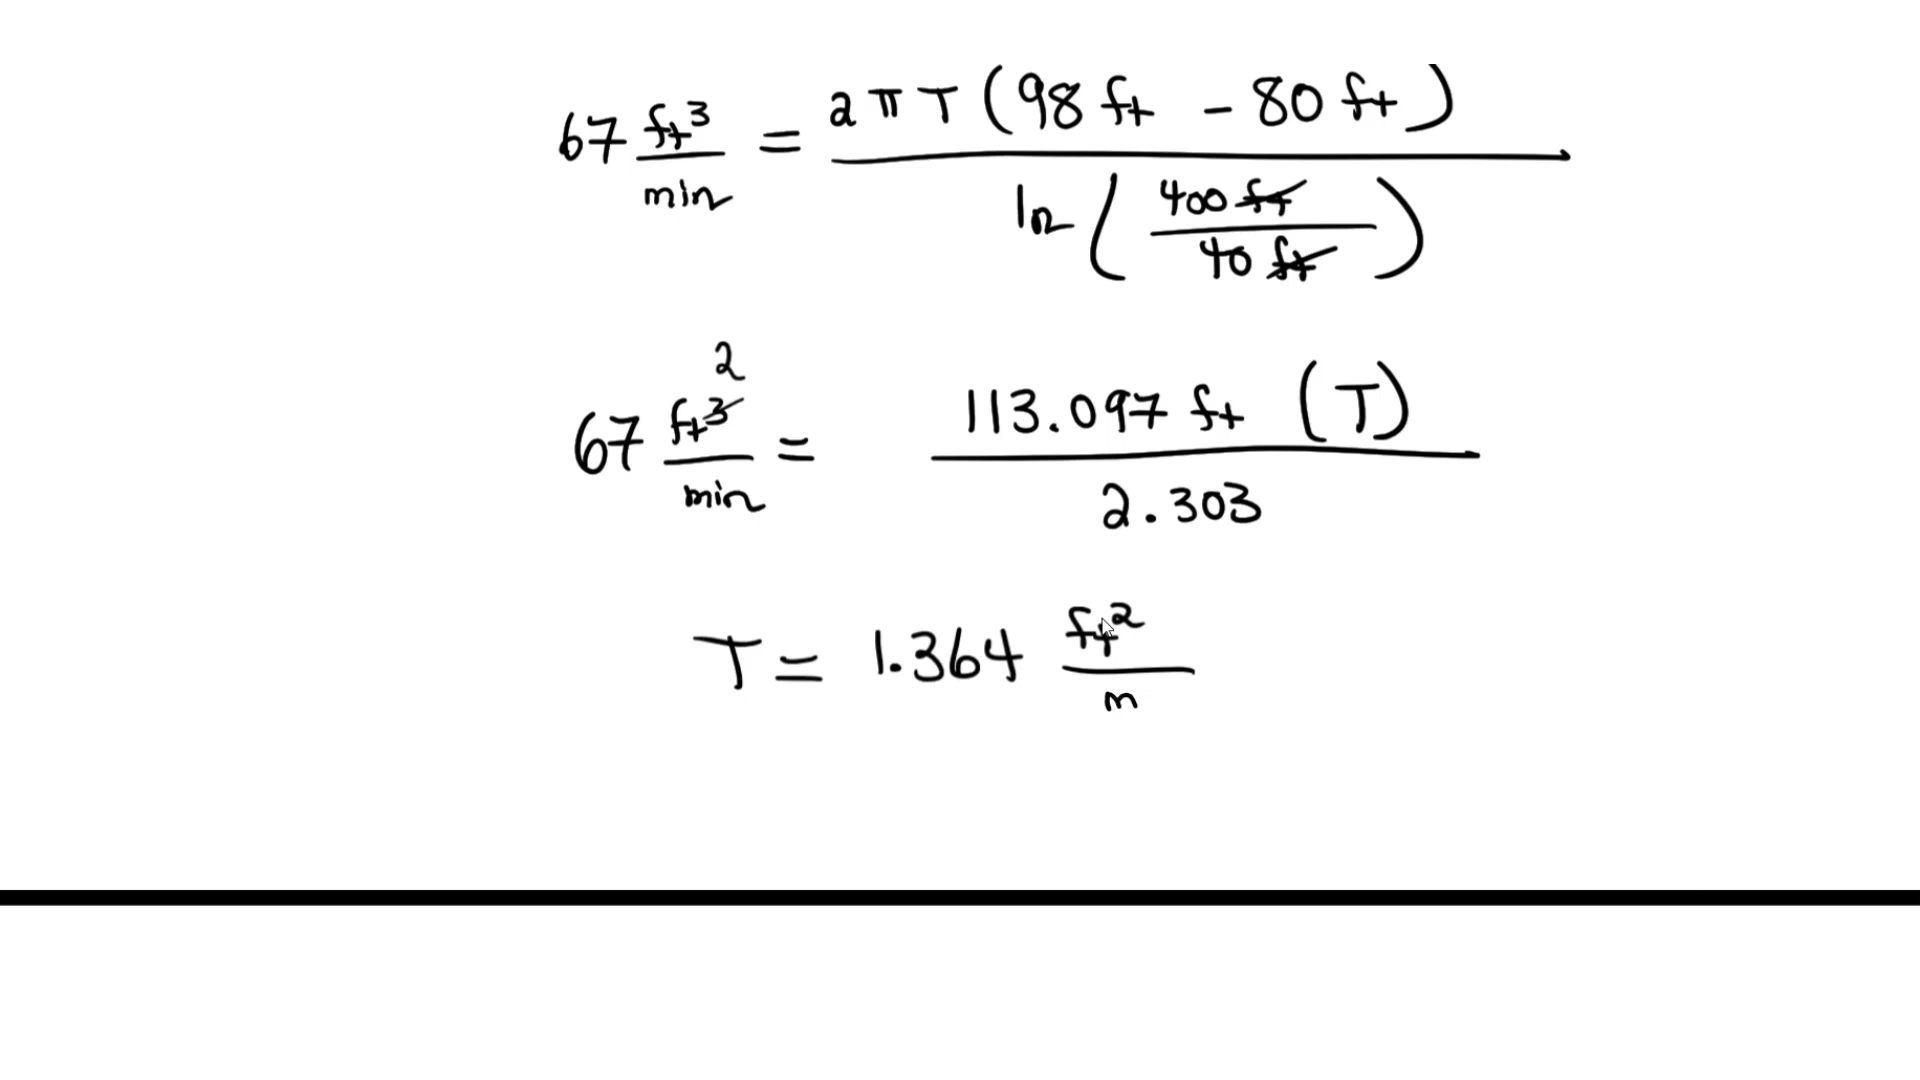 67 ft³/min = 2πT(98 ft - 80 ft) / ln(400 ft / 40 ft)
67 ft³ 2/min = 113.097 ft (T) / 2.303
T = 1.364 ft²/m